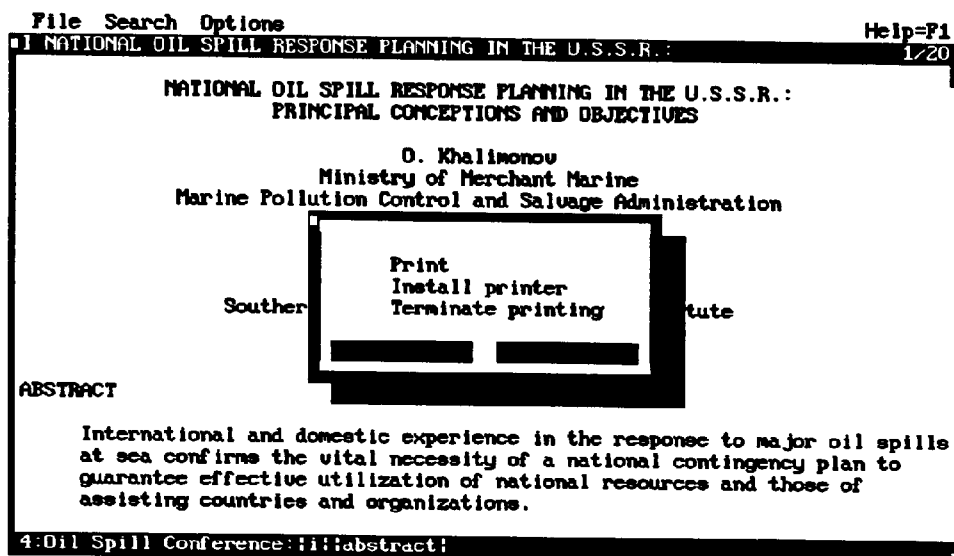 File Search Options Help=F1
1 NATIONAL OIL SPILL RESPONSE PLANNING IN THE U.S.S.R.: 1/20
NATIONAL OIL SPILL RESPONSE PLANNING IN THE U.S.S.R.:
PRINCIPAL CONCEPTIONS AND OBJECTIVES
O. Khalimonov
Ministry of Merchant Marine
Marine Pollution Control and Salvage Administration
Print
Install printer
Souther Terminate printing tute
ABSTRACT
International and domestic experience in the response to major oil spills
at sea confirms the vital necessity of a national contingency plan to
guarantee effective utilization of national resources and those of
assisting countries and organizations.
4:Oil Spill Conference:¦i¦¦abstract¦